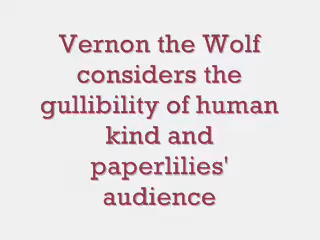 Vernon the Wolf
considers the
gullibility of human
kind and
paperlilies'
audience